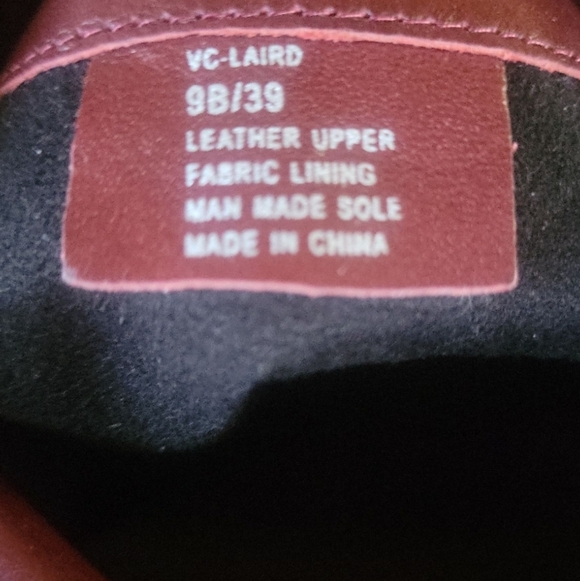 VC-LAIRD
9B/39
LEATHER UPPER
FABRIC LINING
MAN MADE SOLE
MADE IN CHINA